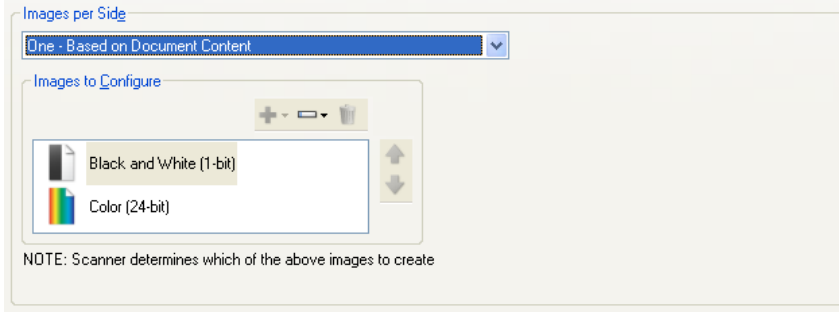 Images per Side
One - Based on Document Content
Images to Configure
Black and White (1-bit)
Color (24-bit)
NOTE: Scanner determines which of the above images to create